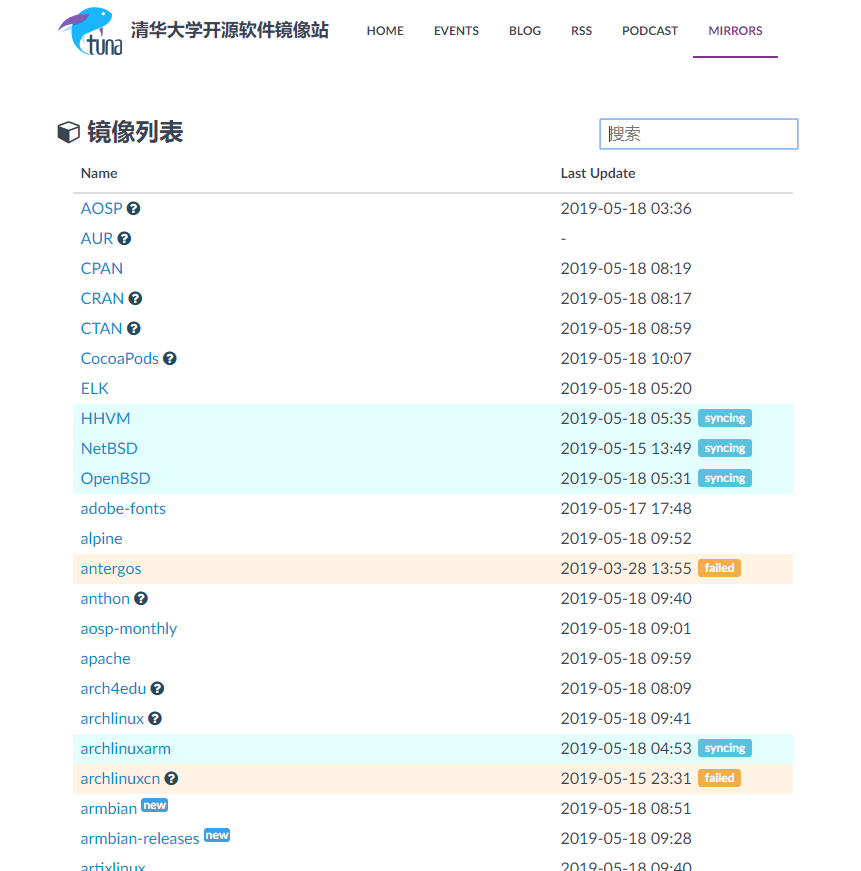 tuna 清华大学开源软件镜像站 HOME EVENTS BLOG RSS PODCAST MIRRORS
镜像列表 搜索
Name Last Update
AOSP 2019-05-18 03:36
AUR -
CPAN 2019-05-18 08:19
CRAN 2019-05-18 08:17
CTAN 2019-05-18 08:59
CocoaPods 2019-05-18 10:07
ELK 2019-05-18 05:20
HHVM 2019-05-18 05:35 syncing
NetBSD 2019-05-15 13:49 syncing
OpenBSD 2019-05-18 05:31 syncing
adobe-fonts 2019-05-17 17:48
alpine 2019-05-18 09:52
antergos 2019-03-28 13:55 failed
anthon 2019-05-18 09:40
aosp-monthly 2019-05-18 09:01
apache 2019-05-18 09:59
arch4edu 2019-05-18 08:09
archlinux 2019-05-18 09:41
archlinuxarm 2019-05-18 04:53 syncing
archlinuxcn 2019-05-15 23:31 failed
armbian new 2019-05-18 08:51
armbian-releases new 2019-05-18 09:28
artixlinux 2019-05-18 09:40